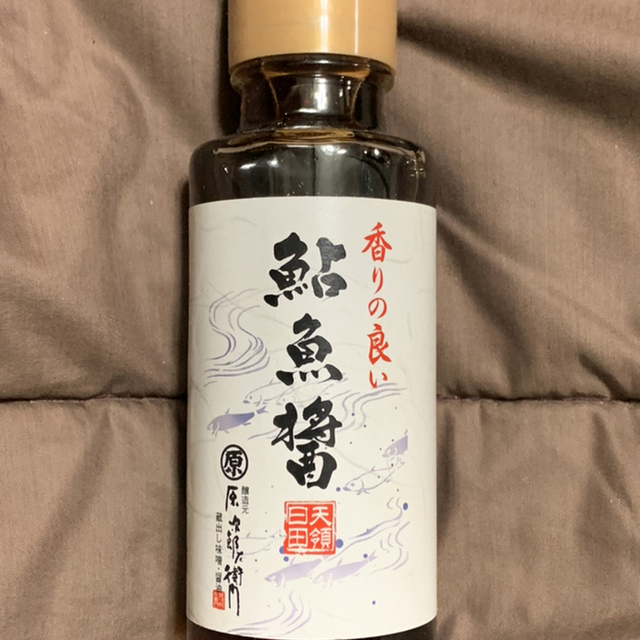 香りの良い
鮎魚醤
天領
日田
原
醸造元
原次郎左衛門
蔵出し味噌・醤油